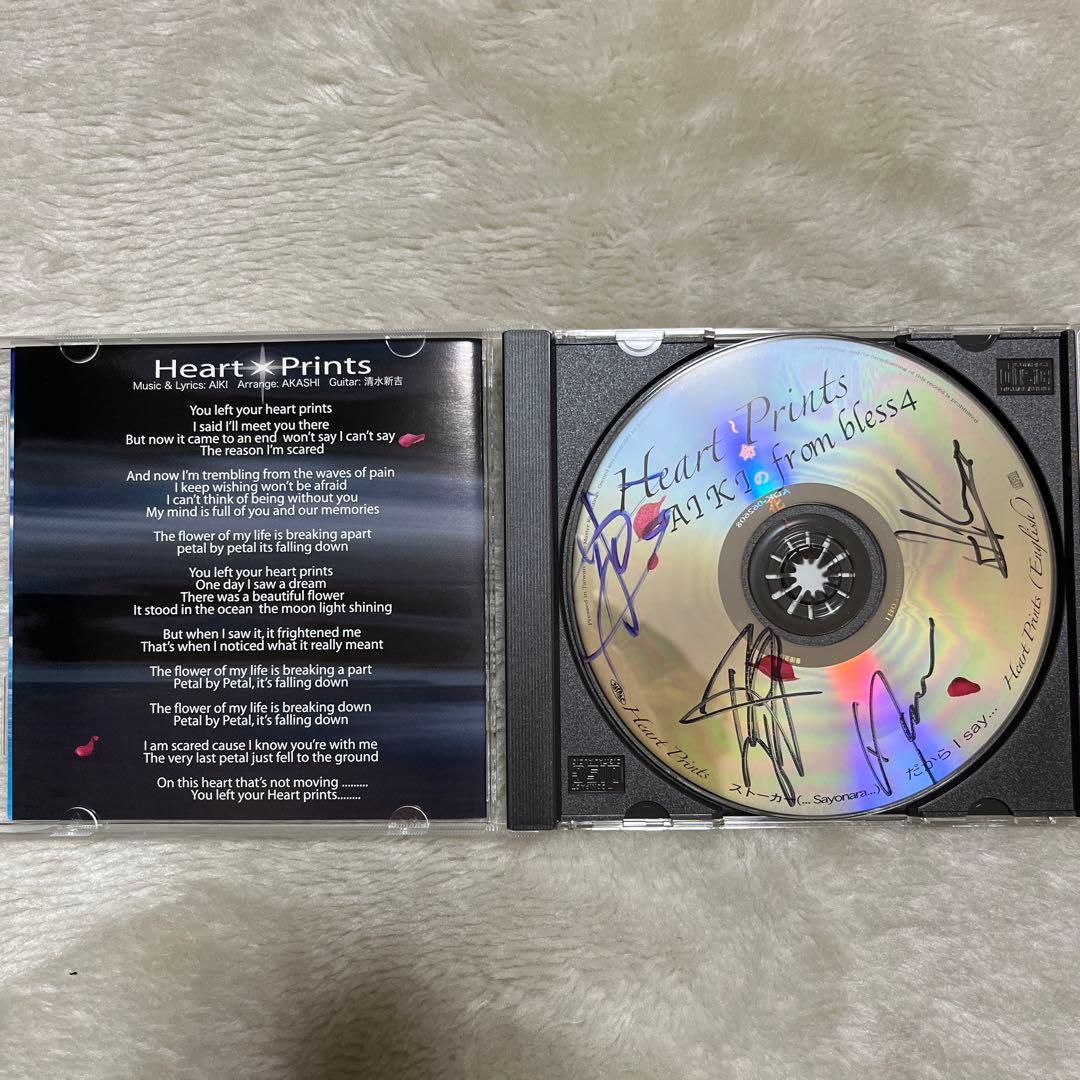 Heart Prints
Music & Lyrics: AIKI Arrange: AKASHI Guitar: 清水新吉
You left your heart prints
I said I'll meet you there
But now it came to an end won't say I can't say
The reason I'm scared
And now I'm trembling from the waves of pain
I keep wishing won't be afraid
I can't think of being without you
My mind is full of you and our memories
The flower of my life is breaking apart
petal by petal its falling down
You left your heart prints
One day I saw a dream
There was a beautiful flower
It stood in the ocean the moon light shining
But when I saw it, it frightened me
That's when I noticed what it really meant
The flower of my life is breaking a part
Petal by Petal, it's falling down
The flower of my life is breaking down
Petal by Petal, it's falling down
I am scared cause I know you're with me
The very last petal just fell to the ground
On this heart that's not moving .........
You left your Heart prints........
Heart Prints
AIKI from bless4
Heart Prints
ストーカー(... Sayonara...)
だから I say...
Heart Prints (English)